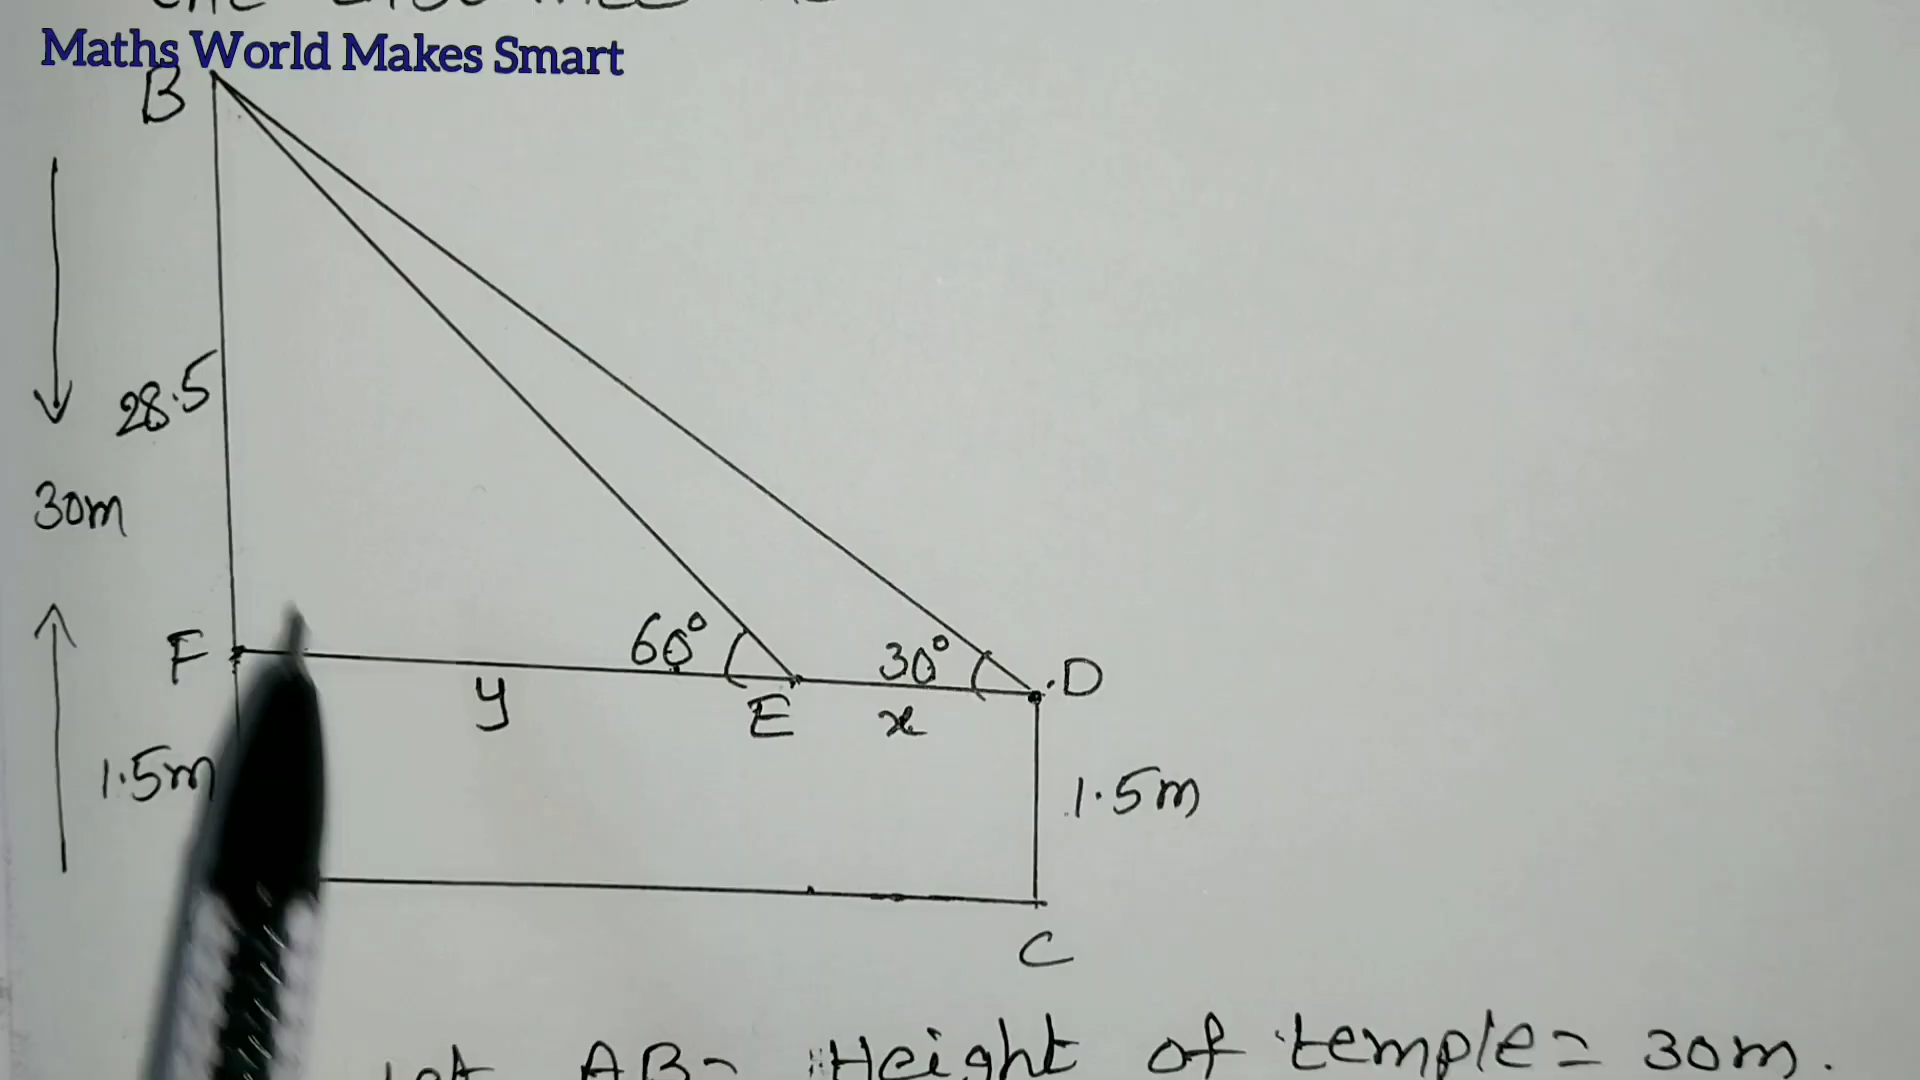 Maths World Makes Smart
B
28.5
30m
F
60°
30°
D
y
E
x
1.5m
1.5m
C
AB = Height of temple = 30m.